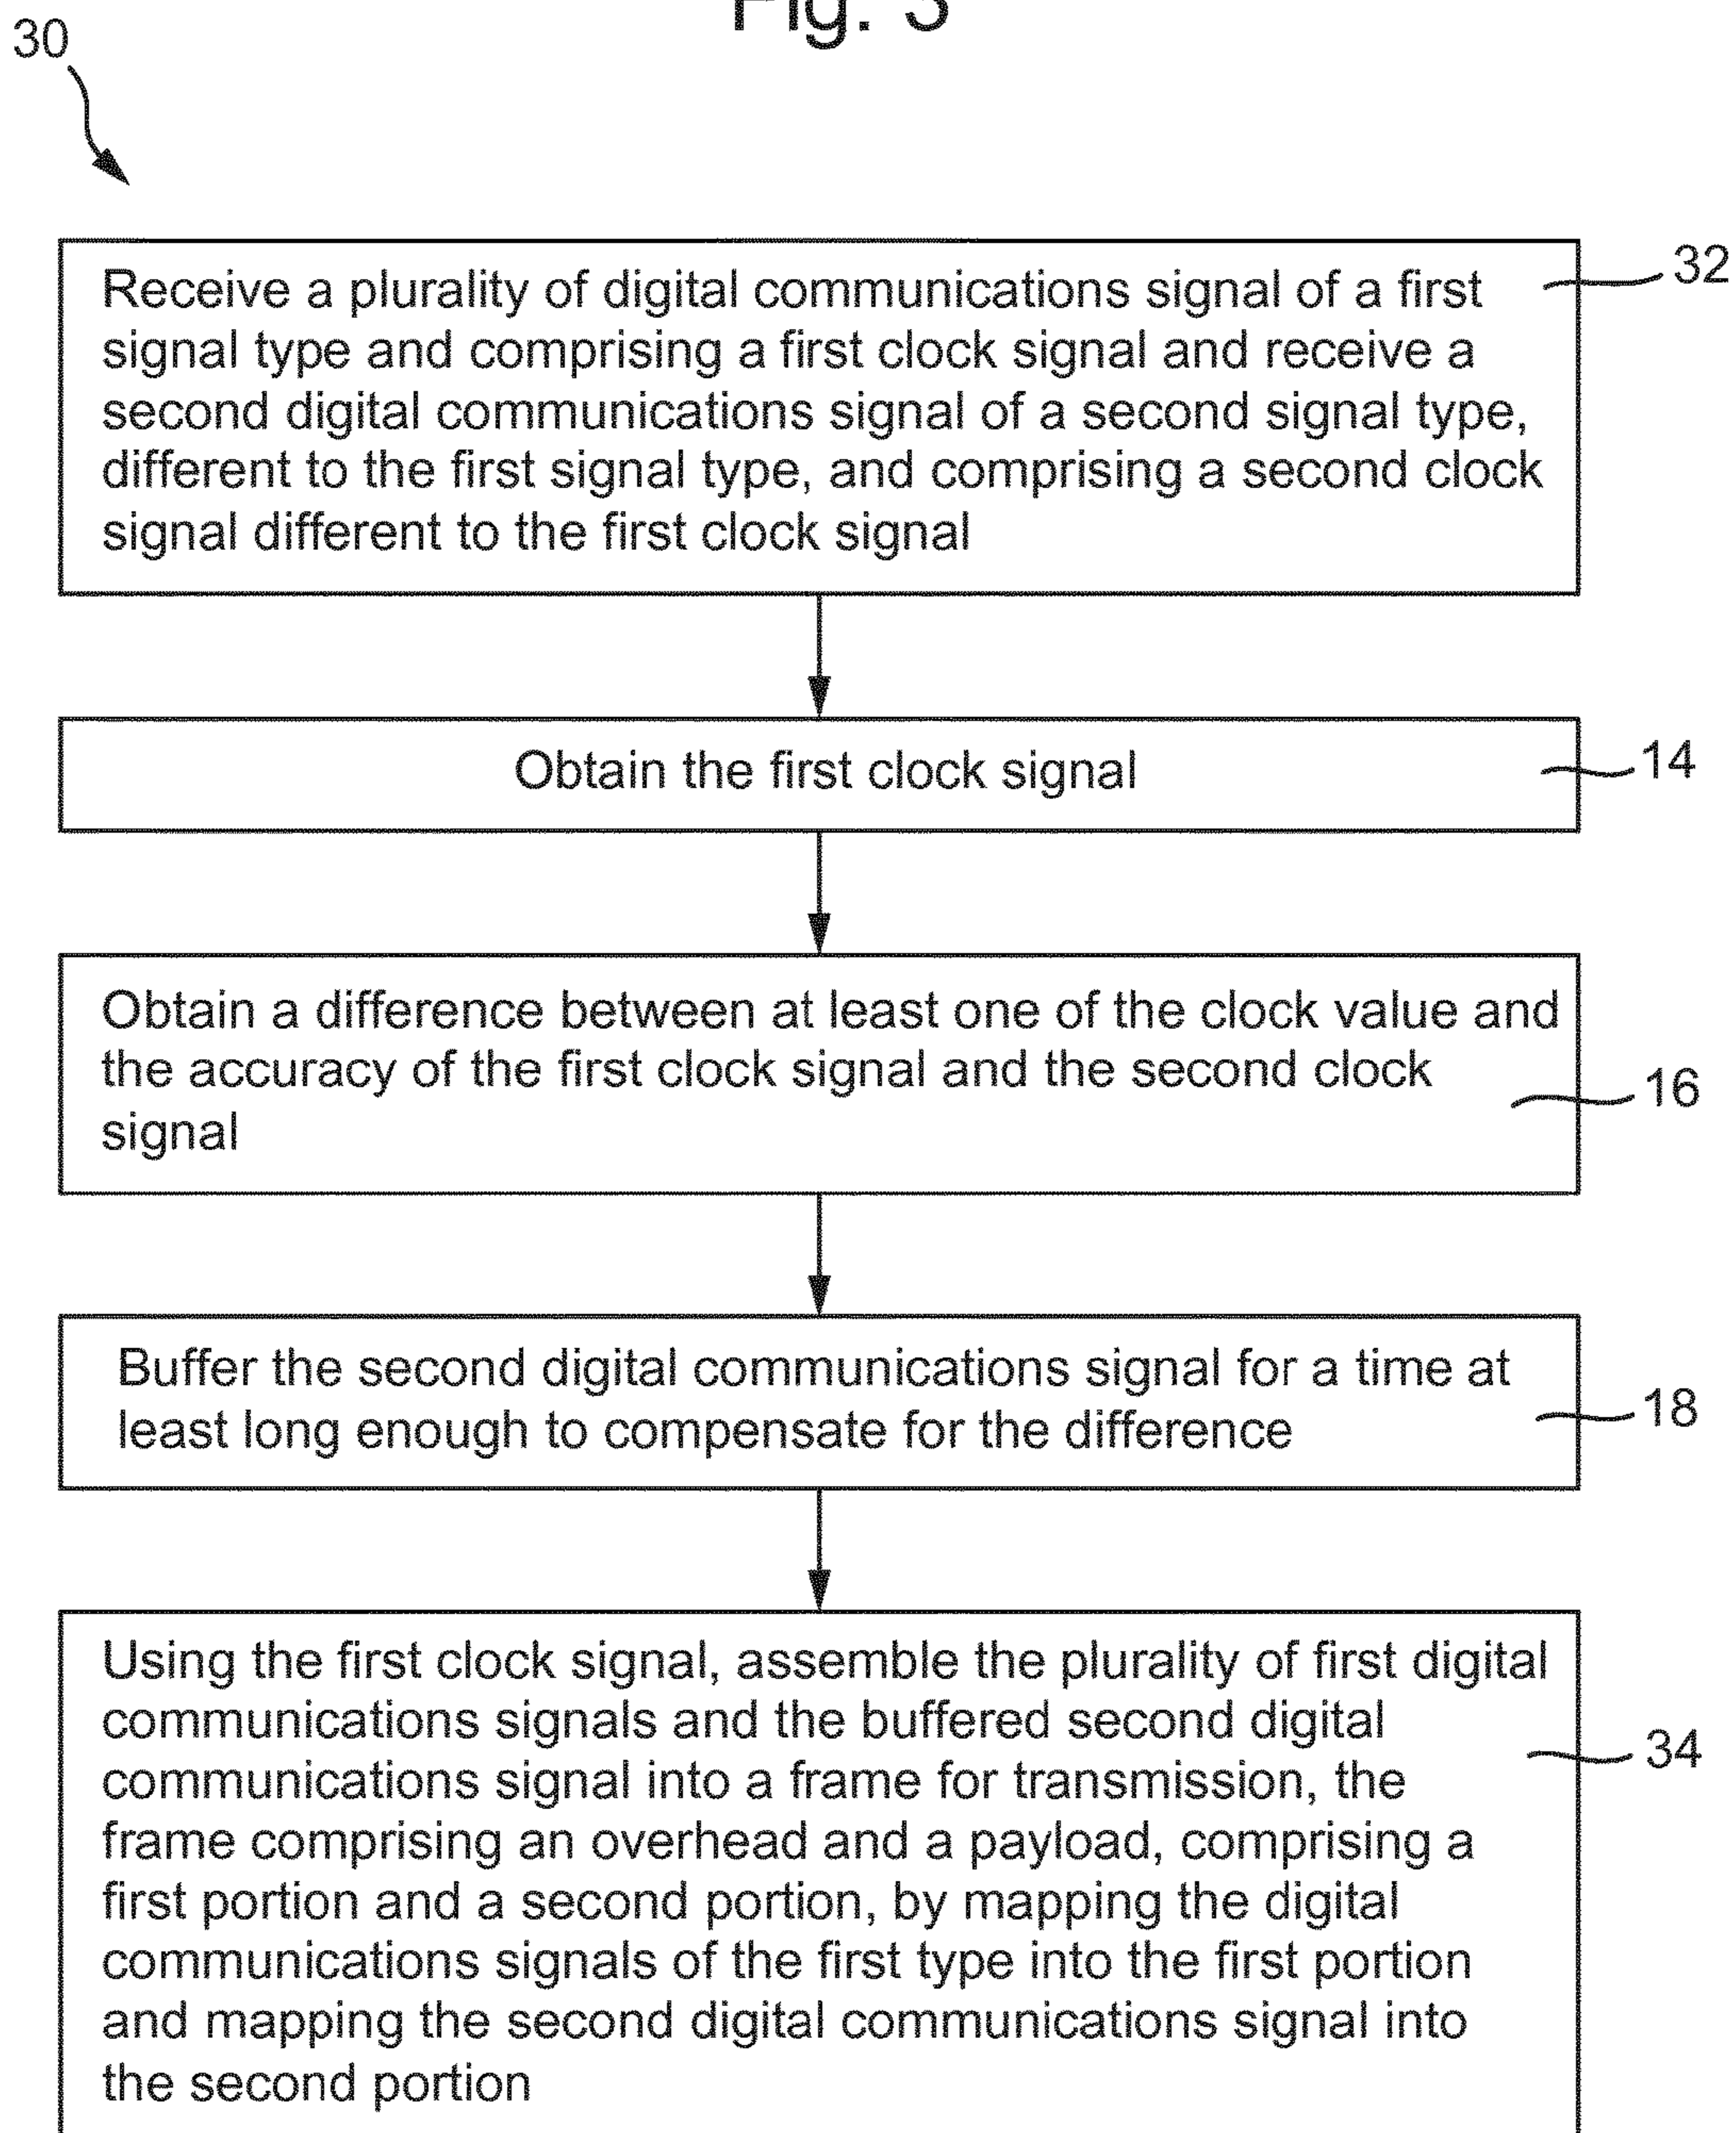 Fig. 3
30
Receive a plurality of digital communications signal of a first
signal type and comprising a first clock signal and receive a
second digital communications signal of a second signal type,
different to the first signal type, and comprising a second clock
signal different to the first clock signal
32
Obtain the first clock signal
14
Obtain a difference between at least one of the clock value and
the accuracy of the first clock signal and the second clock
signal
16
Buffer the second digital communications signal for a time at
least long enough to compensate for the difference
18
Using the first clock signal, assemble the plurality of first digital
communications signals and the buffered second digital
communications signal into a frame for transmission, the
frame comprising an overhead and a payload, comprising a
first portion and a second portion, by mapping the digital
communications signals of the first type into the first portion
and mapping the second digital communications signal into
the second portion
34